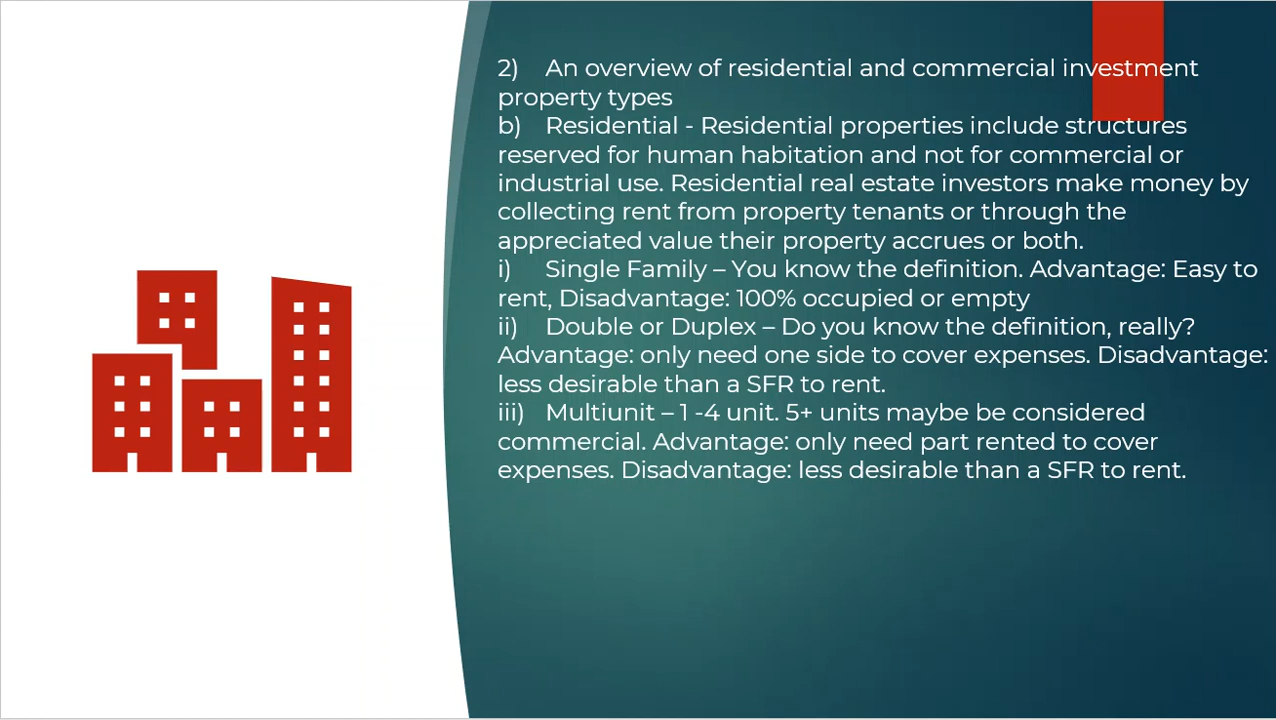 2) An overview of residential and commercial investment
property types
b) Residential - Residential properties include structures
reserved for human habitation and not for commercial or
industrial use. Residential real estate investors make money by
collecting rent from property tenants or through the
appreciated value their property accrues or both.
i) Single Family – You know the definition. Advantage: Easy to
rent, Disadvantage: 100% occupied or empty
ii) Double or Duplex – Do you know the definition, really?
Advantage: only need one side to cover expenses. Disadvantage:
less desirable than a SFR to rent.
iii) Multiunit – 1 -4 unit. 5+ units maybe be considered
commercial. Advantage: only need part rented to cover
expenses. Disadvantage: less desirable than a SFR to rent.